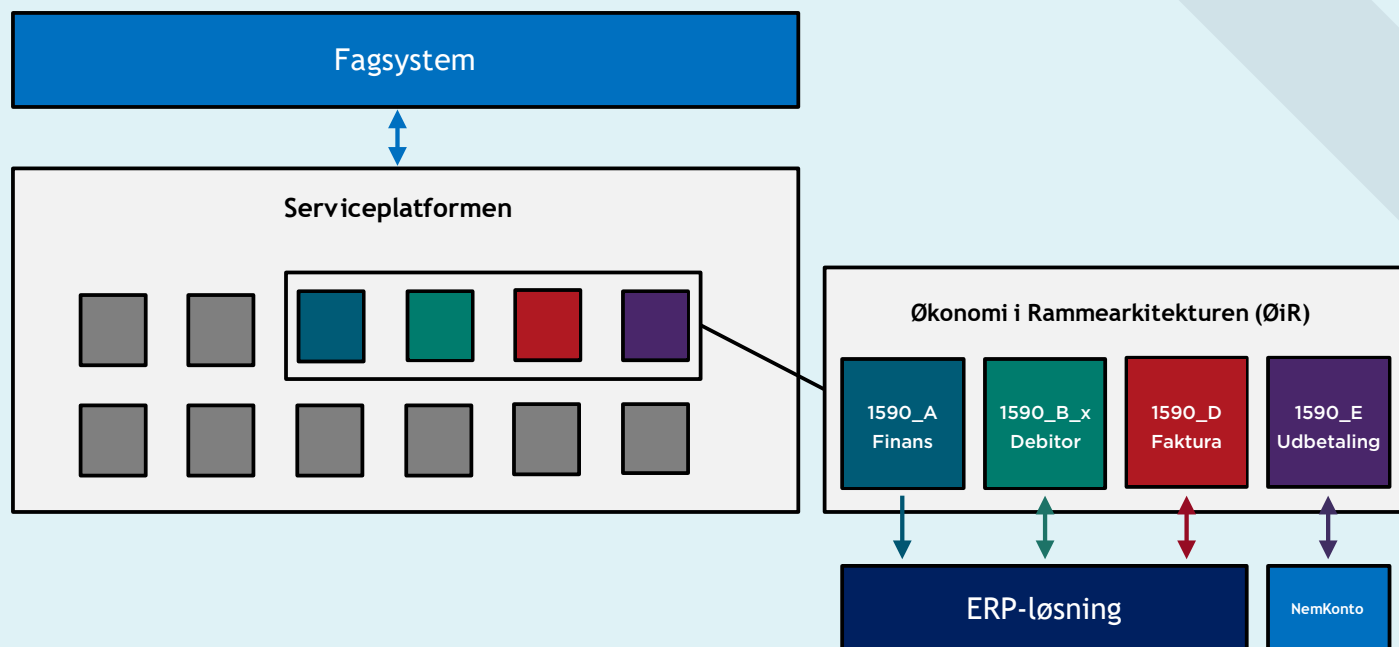 Fagsystem
Serviceplatformen
Økonomi i Rammearkitekturen (ØiR)
1590_A
Finans
1590_B_x
Debitor
1590_D
Faktura
1590_E
Udbetaling
ERP-løsning
NemKonto